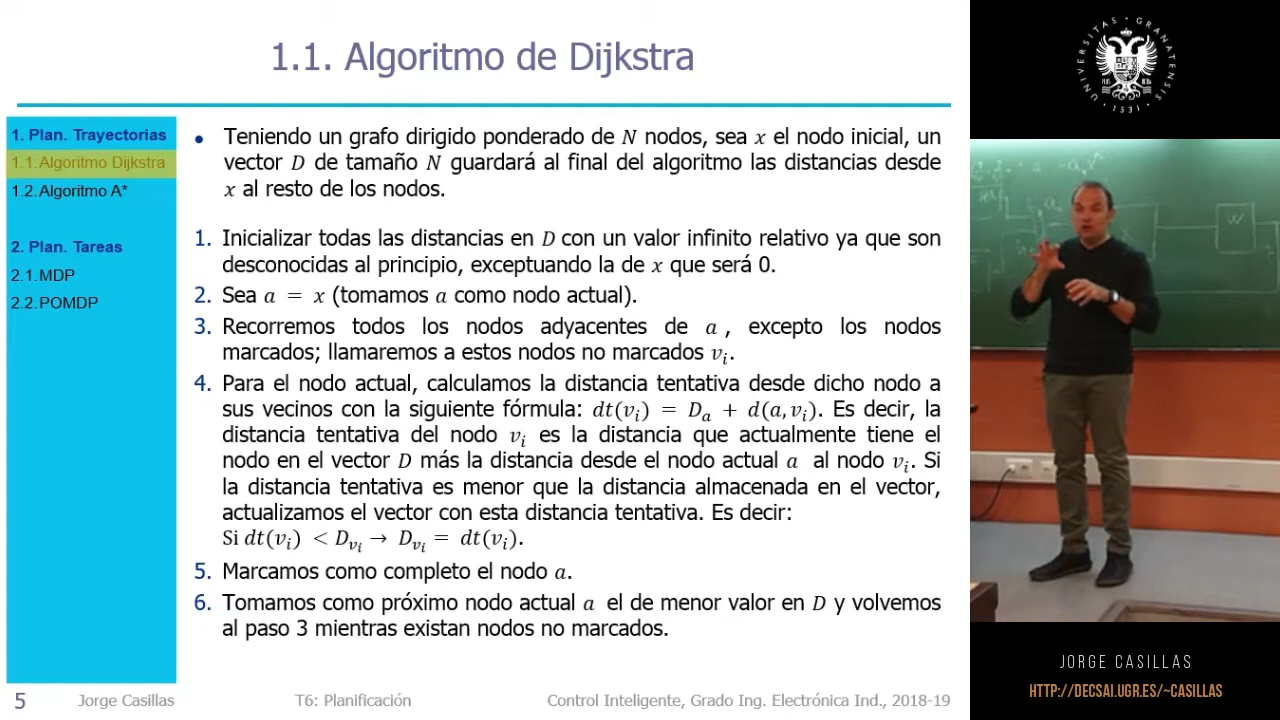 1.1. Algoritmo de Dijkstra
1. Plan. Trayectorias
1.1. Algoritmo Dijkstra
1.2. Algoritmo A*
2. Plan. Tareas
2.1. MDP
2.2. POMDP
• Teniendo un grafo dirigido ponderado de N nodos, sea x el nodo inicial, un
vector D de tamaño N guardará al final del algoritmo las distancias desde
x al resto de los nodos.
1. Inicializar todas las distancias en D con un valor infinito relativo ya que son
desconocidas al principio, exceptuando la de x que será 0.
2. Sea a = x (tomamos a como nodo actual).
3. Recorremos todos los nodos adyacentes de a , excepto los nodos
marcados; llamaremos a estos nodos no marcados vᵢ.
4. Para el nodo actual, calculamos la distancia tentativa desde dicho nodo a
sus vecinos con la siguiente fórmula: dt(vᵢ) = Dₐ + d(a, vᵢ). Es decir, la
distancia tentativa del nodo vᵢ es la distancia que actualmente tiene el
nodo en el vector D más la distancia desde el nodo actual a al nodo vᵢ. Si
la distancia tentativa es menor que la distancia almacenada en el vector,
actualizamos el vector con esta distancia tentativa. Es decir:
Si dt(vᵢ) < D_vᵢ → D_vᵢ = dt(vᵢ).
5. Marcamos como completo el nodo a.
6. Tomamos como próximo nodo actual a el de menor valor en D y volvemos
al paso 3 mientras existan nodos no marcados.
5
Jorge Casillas
T6: Planificación
Control Inteligente, Grado Ing. Electrónica Ind., 2018-19
UNIVERSITAS GRANATENSIS
1531
W
JORGE CASILLAS
HTTP://DECSAI.UGR.ES/~CASILLAS